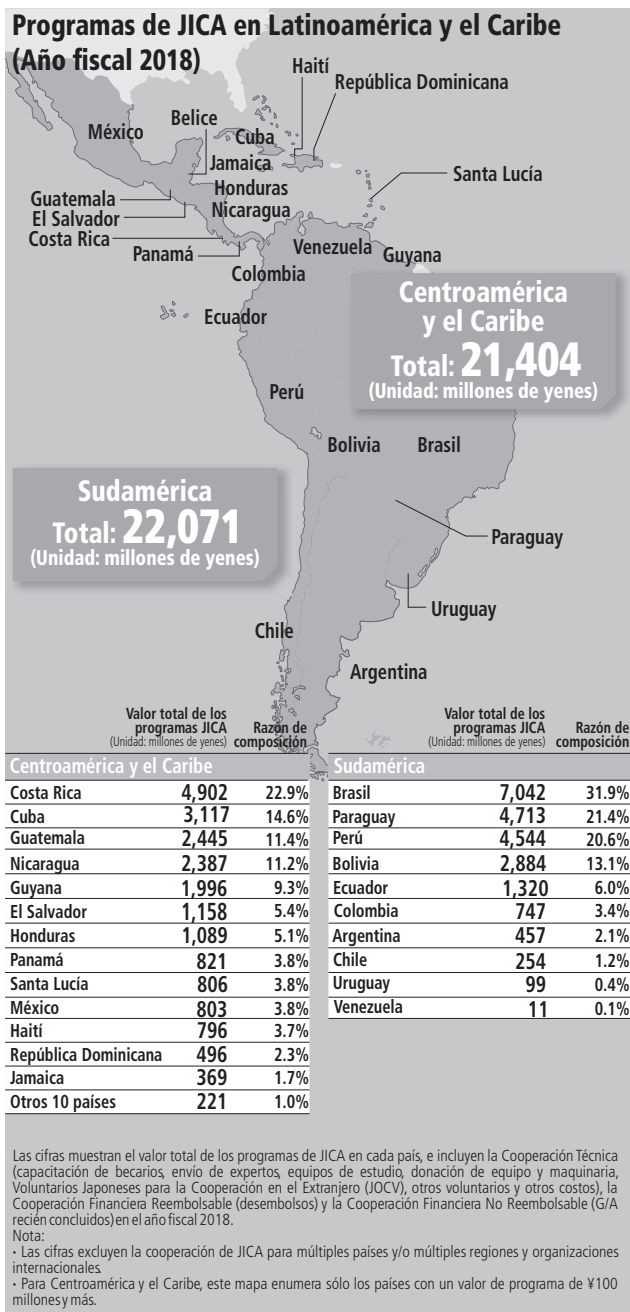 Programas de JICA en Latinoamérica y el Caribe
(Año fiscal 2018)
Haití
República Dominicana
Belice
México
Cuba
Jamaica
Santa Lucía
Honduras
Guatemala
El Salvador
Nicaragua
Costa Rica
Panamá
Venezuela
Guyana
Colombia
Ecuador
Centroamérica
y el Caribe
Total: 21,404
(Unidad: millones de yenes)
Perú
Bolivia
Brasil
Sudamérica
Total: 22,071
(Unidad: millones de yenes)
Paraguay
Uruguay
Chile
Argentina
Valor total de los
programas JICA
(Unidad: millones de yenes)
Razón de
composición
Centroamérica y el Caribe
Costa Rica 4,902 22.9%
Cuba 3,117 14.6%
Guatemala 2,445 11.4%
Nicaragua 2,387 11.2%
Guyana 1,996 9.3%
El Salvador 1,158 5.4%
Honduras 1,089 5.1%
Panamá 821 3.8%
Santa Lucía 806 3.8%
México 803 3.8%
Haití 796 3.7%
República Dominicana 496 2.3%
Jamaica 369 1.7%
Otros 10 países 221 1.0%
Valor total de los
programas JICA
(Unidad: millones de yenes)
Razón de
composición
Sudamérica
Brasil 7,042 31.9%
Paraguay 4,713 21.4%
Perú 4,544 20.6%
Bolivia 2,884 13.1%
Ecuador 1,320 6.0%
Colombia 747 3.4%
Argentina 457 2.1%
Chile 254 1.2%
Uruguay 99 0.4%
Venezuela 11 0.1%
Las cifras muestran el valor total de los programas de JICA en cada país, e incluyen la Cooperación Técnica
(capacitación de becarios, envío de expertos, equipos de estudio, donación de equipo y maquinaria,
Voluntarios Japoneses para la Cooperación en el Extranjero (JOCV), otros voluntarios y otros costos), la
Cooperación Financiera Reembolsable (desembolsos) y la Cooperación Financiera No Reembolsable (G/A
recién concluidos) en el año fiscal 2018.
Nota:
· Las cifras excluyen la cooperación de JICA para múltiples países y/o múltiples regiones y organizaciones
internacionales.
· Para Centroamérica y el Caribe, este mapa enumera sólo los países con un valor de programa de ¥100
millones y más.